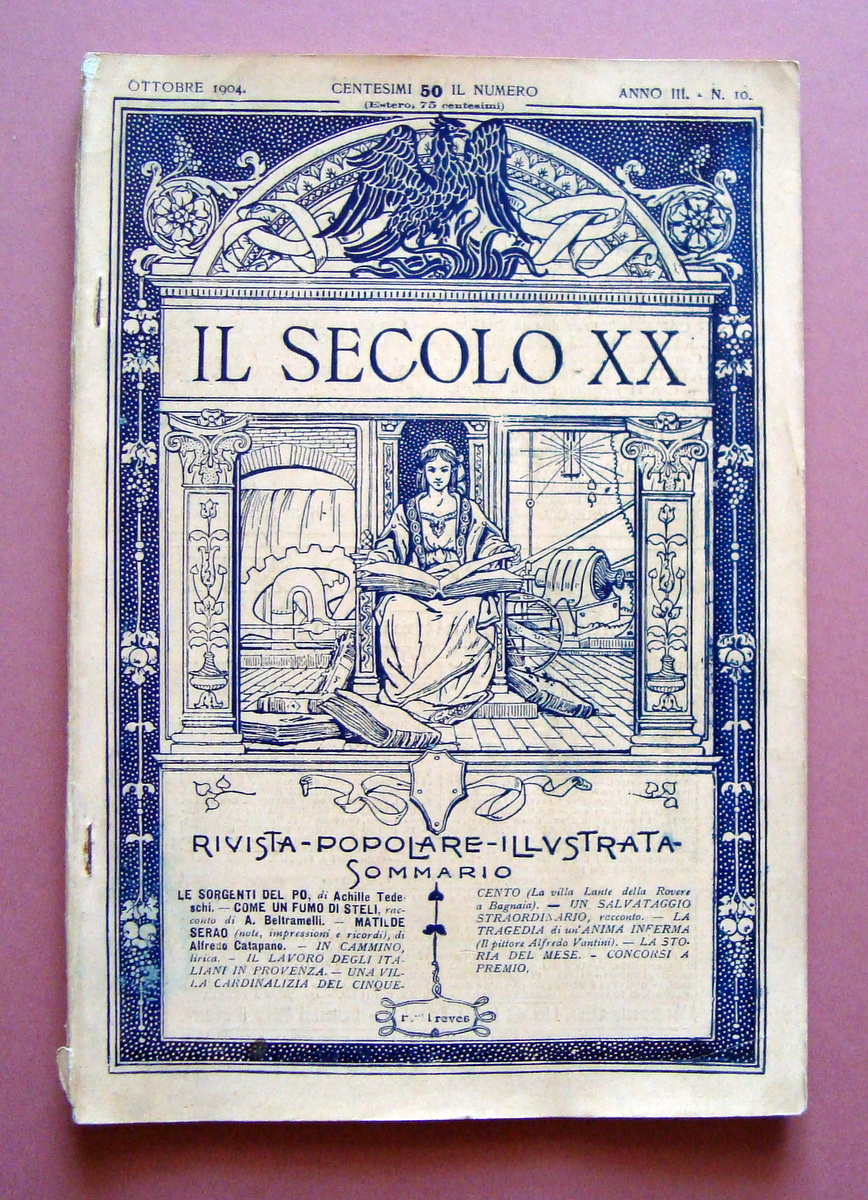 OTTOBRE 1904. CENTESIMI 50 IL NUMERO ANNO III. - N. 10.
(Estero, 75 centesimi)
IL SECOLO XX
RIVISTA-POPOLARE-ILLVSTRATA-
SOMMARIO
LE SORGENTI DEL PO, di Achille Tede-
schi. — COME UN FUMO DI STELI, rac-
conto di A. Beltramelli. — MATILDE
SERAO (note, impressioni e ricordi), di
Alfredo Catapano. — IN CAMMINO,
lirica. - IL LAVORO DEGLI ITA-
LIANI IN PROVENZA. — UNA VIL-
LA CARDINALIZIA DEL CINQUE-
CENTO (La villa Lante della Rovere
a Bagnaia). — UN SALVATAGGIO
STRAORDINARIO, racconto. — LA
TRAGEDIA di un'ANIMA INFERMA
(Il pittore Alfredo Vantini). — LA STO-
RIA DEL MESE. - CONCORSI A
PREMIO.